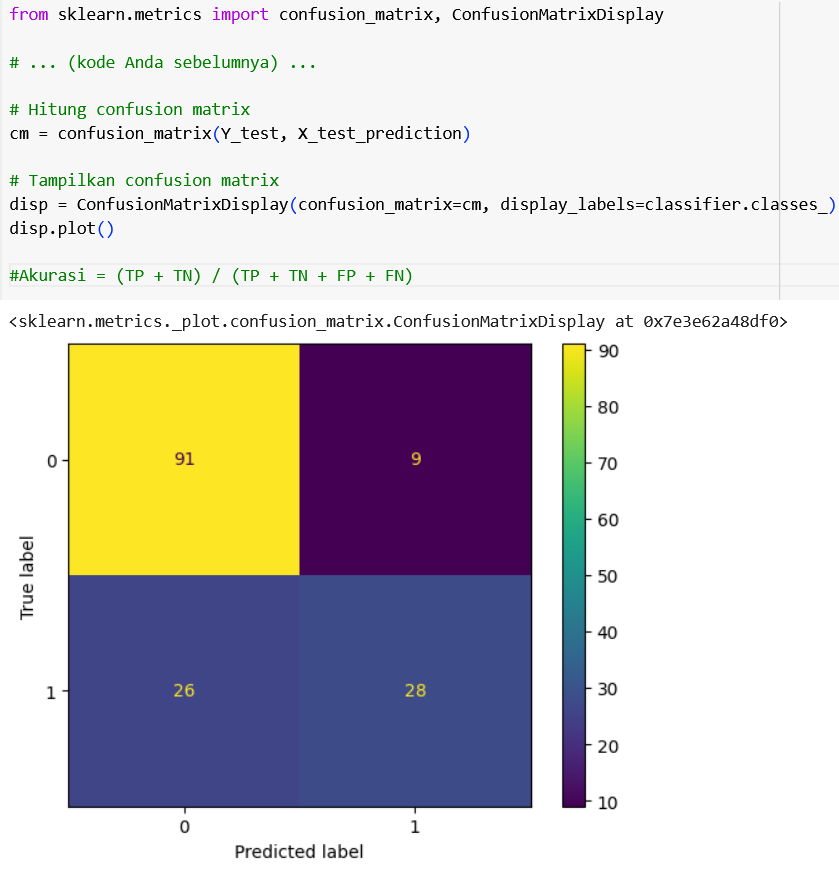 from sklearn.metrics import confusion_matrix, ConfusionMatrixDisplay
# ... (kode Anda sebelumnya) ...
# Hitung confusion matrix
cm = confusion_matrix(Y_test, X_test_prediction)
# Tampilkan confusion matrix
disp = ConfusionMatrixDisplay(confusion_matrix=cm, display_labels=classifier.classes_)
disp.plot()
#Akurasi = (TP + TN) / (TP + TN + FP + FN)
<sklearn.metrics._plot.confusion_matrix.ConfusionMatrixDisplay at 0x7e3e62a48df0>
90
80
70
60
50
40
30
20
10
0
91
9
True label
1
26
28
0
1
Predicted label